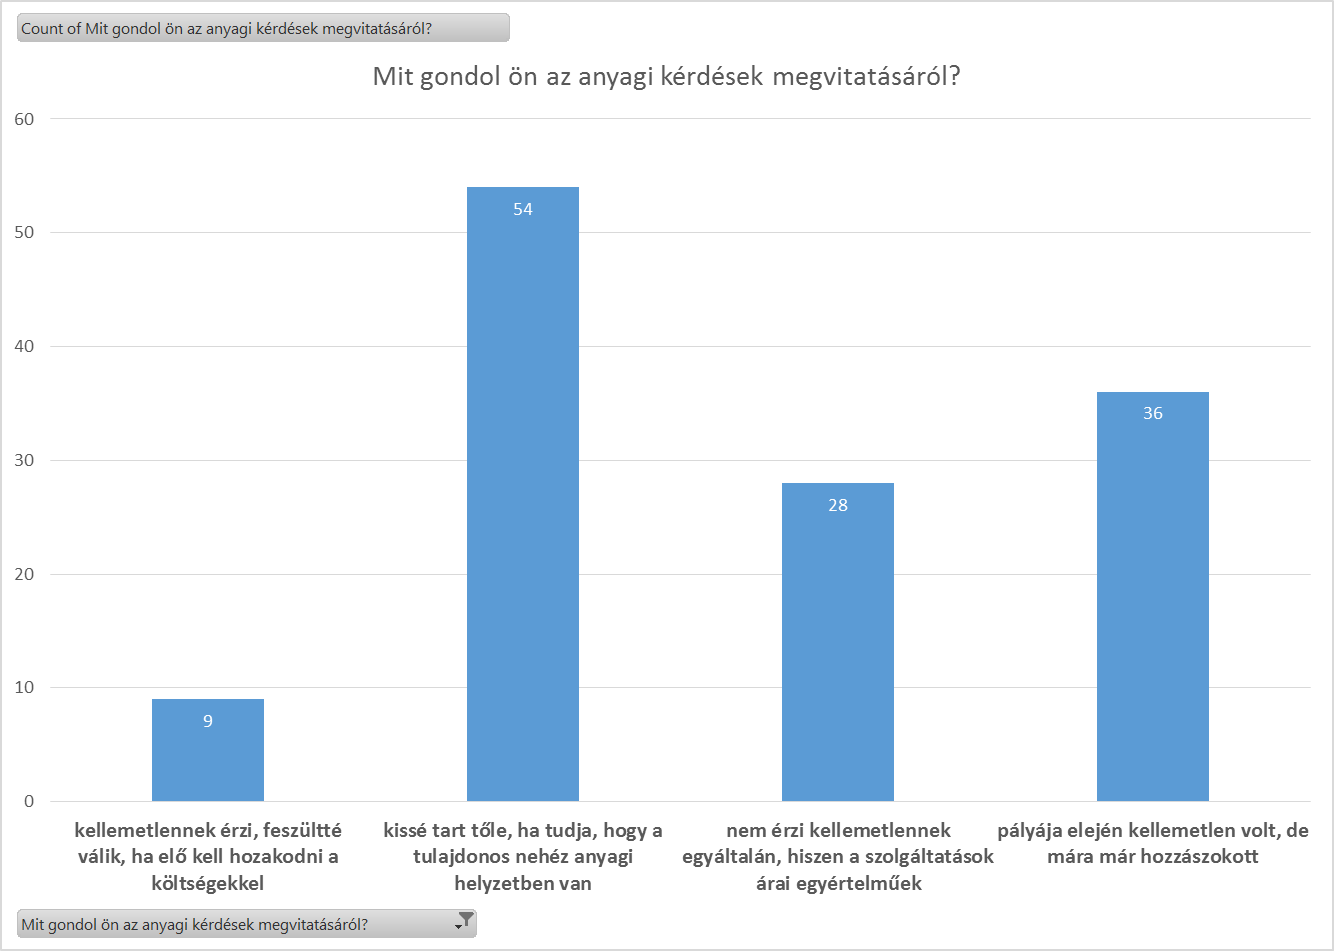 Count of Mit gondol ön az anyagi kérdések megvitatásáról?
Mit gondol ön az anyagi kérdések megvitatásáról?
60
50
40
30
20
10
0
9
54
28
36
kellemetlennek érzi, feszültté
válik, ha elő kell hozakodni a
költségekkel
kissé tart tőle, ha tudja, hogy a
tulajdonos nehéz anyagi
helyzetben van
nem érzi kellemetlennek
egyáltalán, hiszen a szolgáltatások
árai egyértelműek
pályája elején kellemetlen volt, de
mára már hozzászokott
Mit gondol ön az anyagi kérdések megvitatásáról?